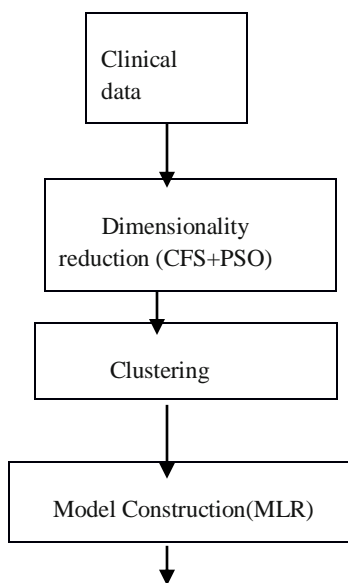 Clinical
data
Dimensionality
reduction (CFS+PSO)
Clustering
Model Construction(MLR)